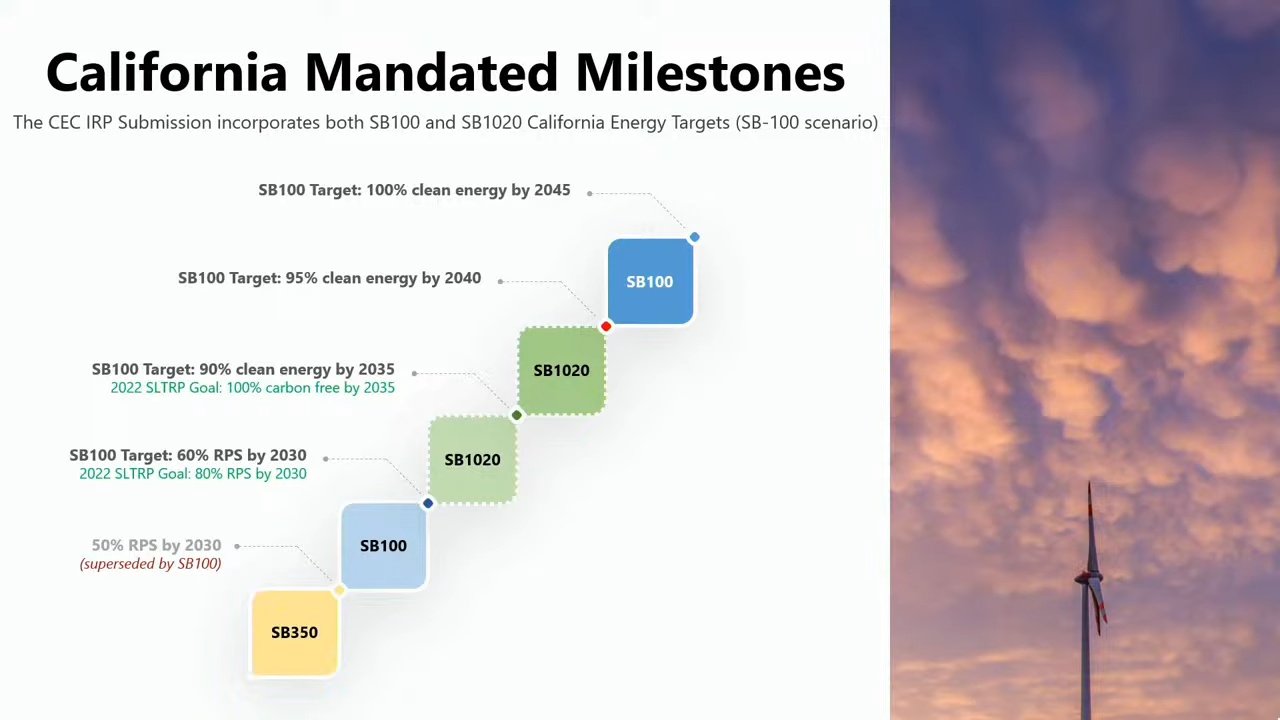 California Mandated Milestones
The CEC IRP Submission incorporates both SB100 and SB1020 California Energy Targets (SB-100 scenario)
SB100 Target: 100% clean energy by 2045
SB100 Target: 95% clean energy by 2040
SB100
SB100 Target: 90% clean energy by 2035
2022 SLTRP Goal: 100% carbon free by 2035
SB1020
SB100 Target: 60% RPS by 2030
2022 SLTRP Goal: 80% RPS by 2030
SB1020
50% RPS by 2030
(superseded by SB100)
SB100
SB350